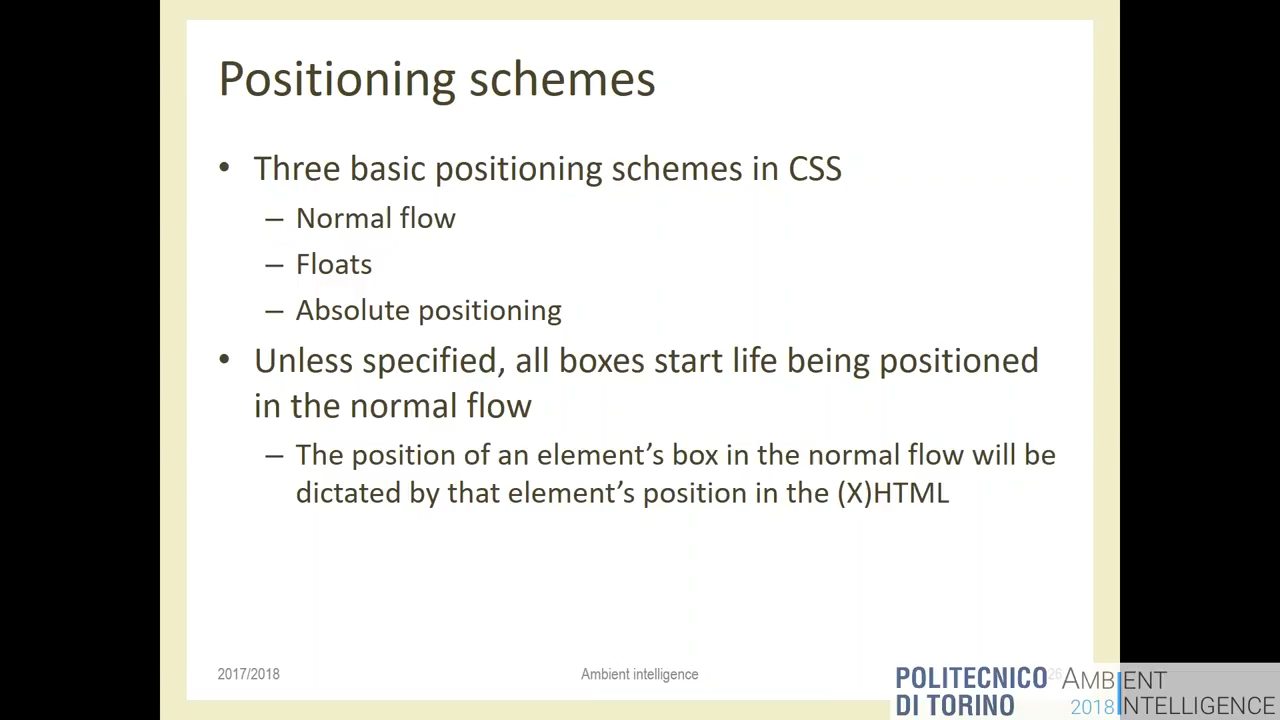 Positioning schemes
• Three basic positioning schemes in CSS
– Normal flow
– Floats
– Absolute positioning
• Unless specified, all boxes start life being positioned
in the normal flow
– The position of an element’s box in the normal flow will be
dictated by that element’s position in the (X)HTML
2017/2018
Ambient intelligence
26
POLITECNICO
DI TORINO
AMBIENT
2018 INTELLIGENCE